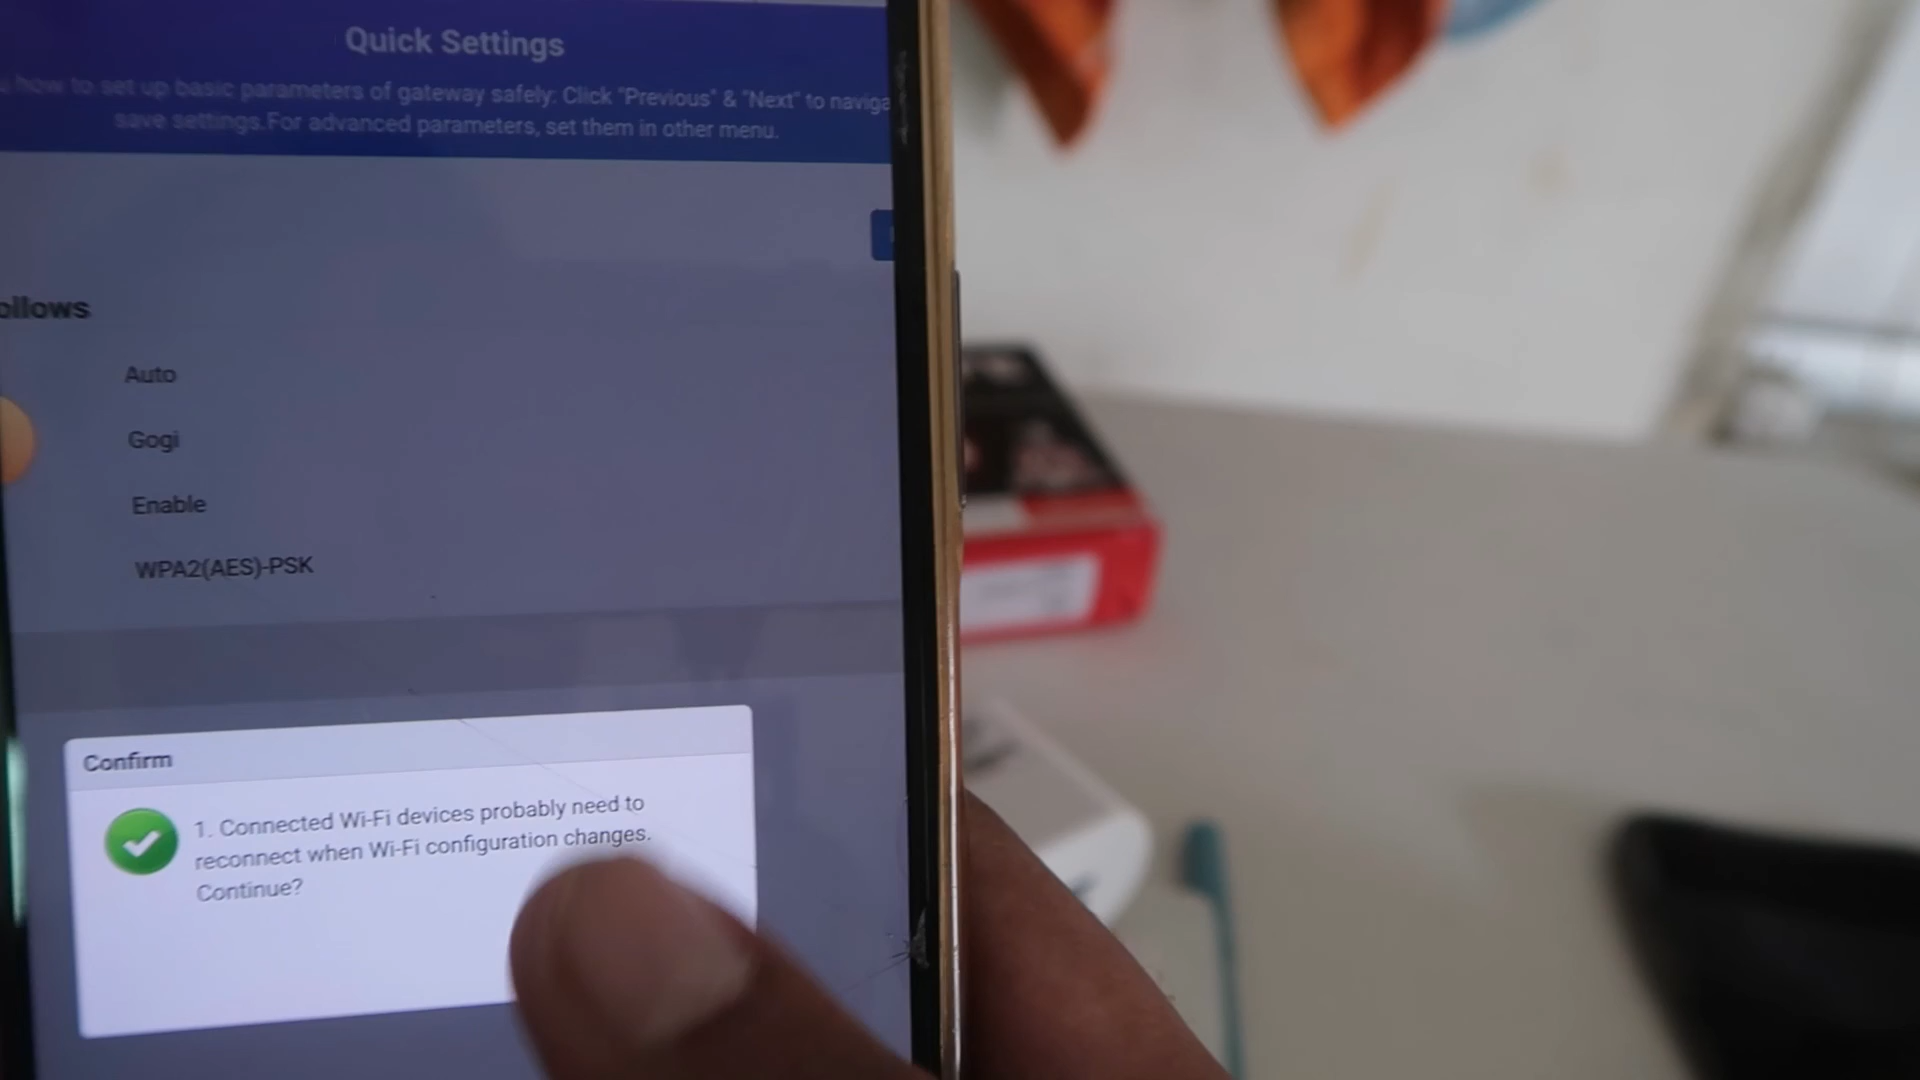 Quick Settings
how to set up basic parameters of gateway safely: Click "Previous" & "Next" to naviga
save settings.For advanced parameters, set them in other menu.
ollows
Auto
Gogi
Enable
WPA2(AES)-PSK
Confirm
1. Connected Wi-Fi devices probably need to
reconnect when Wi-Fi configuration changes.
Continue?